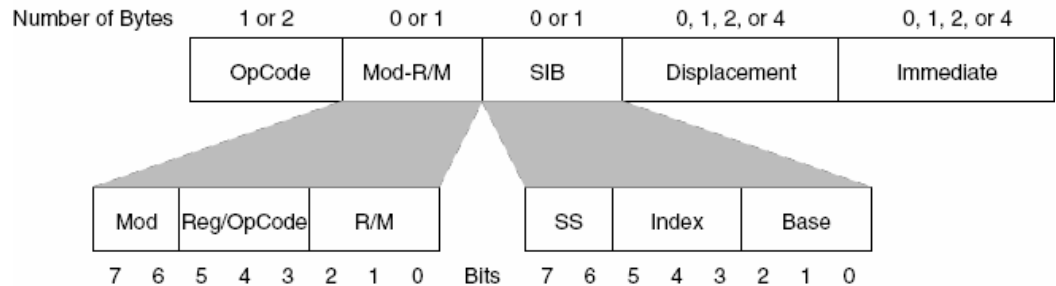 Number of Bytes 1 or 2 0 or 1 0 or 1 0, 1, 2, or 4 0, 1, 2, or 4
OpCode Mod-R/M SIB Displacement Immediate
Mod Reg/OpCode R/M SS Index Base
7 6 5 4 3 2 1 0 Bits 7 6 5 4 3 2 1 0